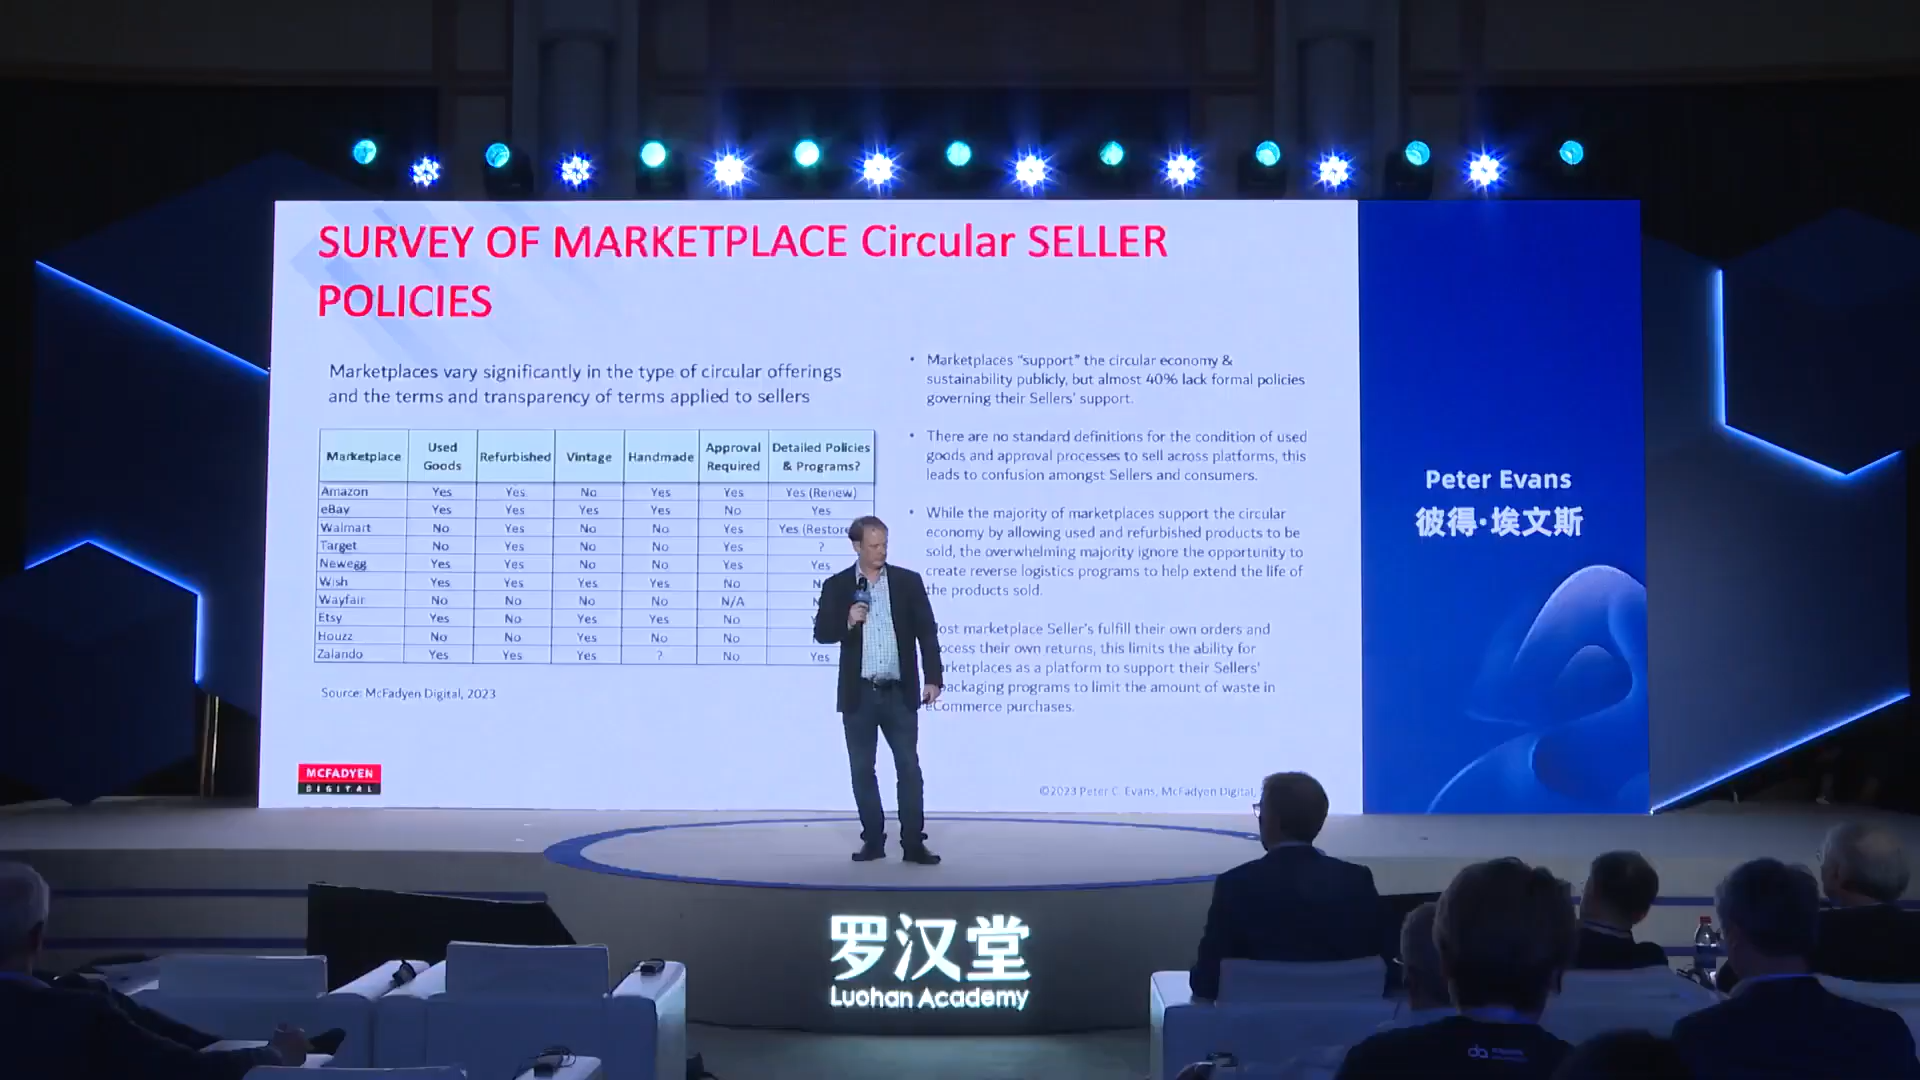 SURVEY OF MARKETPLACE Circular SELLER
POLICIES
Marketplaces vary significantly in the type of circular offerings
and the terms and transparency of terms applied to sellers
Marketplace Used Goods Refurbished Vintage Handmade Approval Required Detailed Policies & Programs?
Amazon Yes Yes No Yes Yes Yes (Renew)
eBay Yes Yes Yes Yes No Yes
Walmart No Yes No No Yes Yes (Restore
Target No Yes No No Yes ?
Newegg Yes Yes No No Yes Yes
Wish Yes Yes Yes Yes No
Wayfair No No No No N/A
Etsy Yes No Yes Yes No
Houzz No No Yes No No
Zalando Yes Yes Yes ? No Yes
Source: McFadyen Digital, 2023
• Marketplaces “support” the circular economy &
sustainability publicly, but almost 40% lack formal policies
governing their Sellers' support.
• There are no standard definitions for the condition of used
goods and approval processes to sell across platforms, this
leads to confusion amongst Sellers and consumers.
• While the majority of marketplaces support the circular
economy by allowing used and refurbished products to be
sold, the overwhelming majority ignore the opportunity to
create reverse logistics programs to help extend the life of
the products sold.
ost marketplace Seller's fulfill their own orders and
ocess their own returns, this limits the ability for
rketplaces as a platform to support their Sellers'
packaging programs to limit the amount of waste in
eCommerce purchases.
MCFADYEN
DIGITAL
©2023 Peter C. Evans, McFadyen Digital,
Peter Evans
彼得·埃文斯
罗汉堂
Luohan Academy